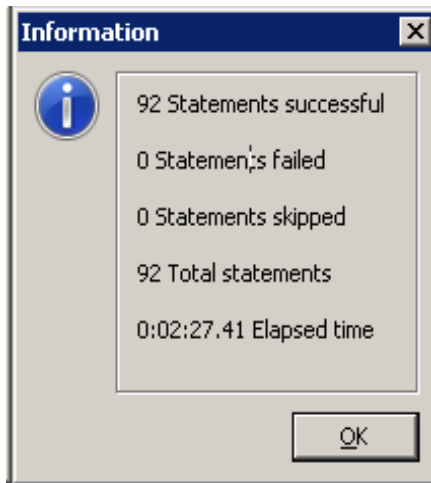 Information
92 Statements successful
0 Statements failed
0 Statements skipped
92 Total statements
0:02:27.41 Elapsed time
OK